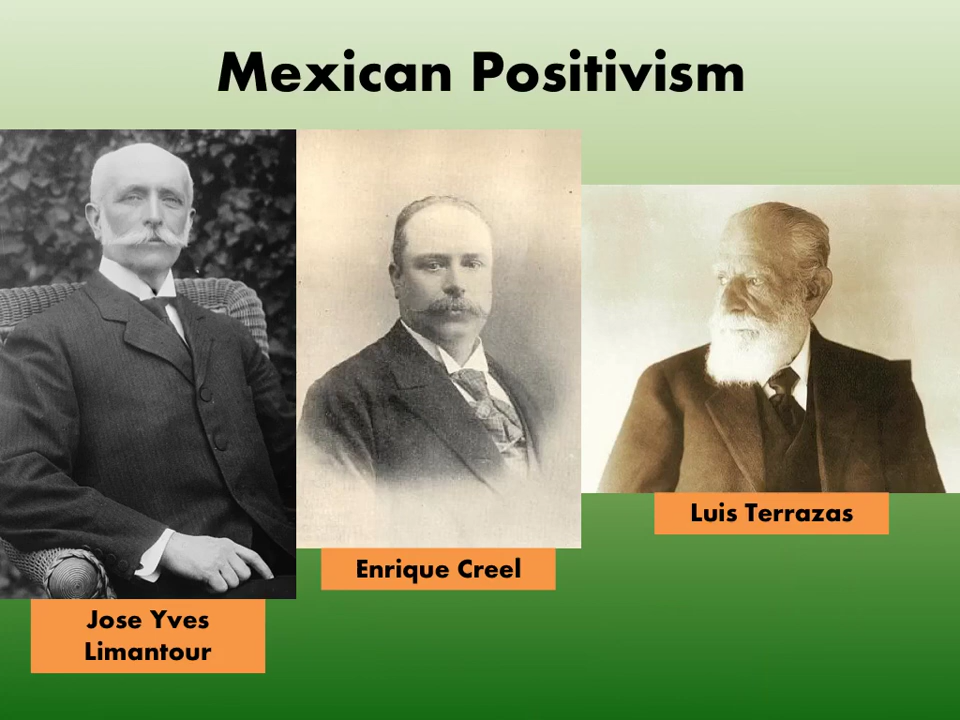 Mexican Positivism
Luis Terrazas
Enrique Creel
Jose Yves
Limantour